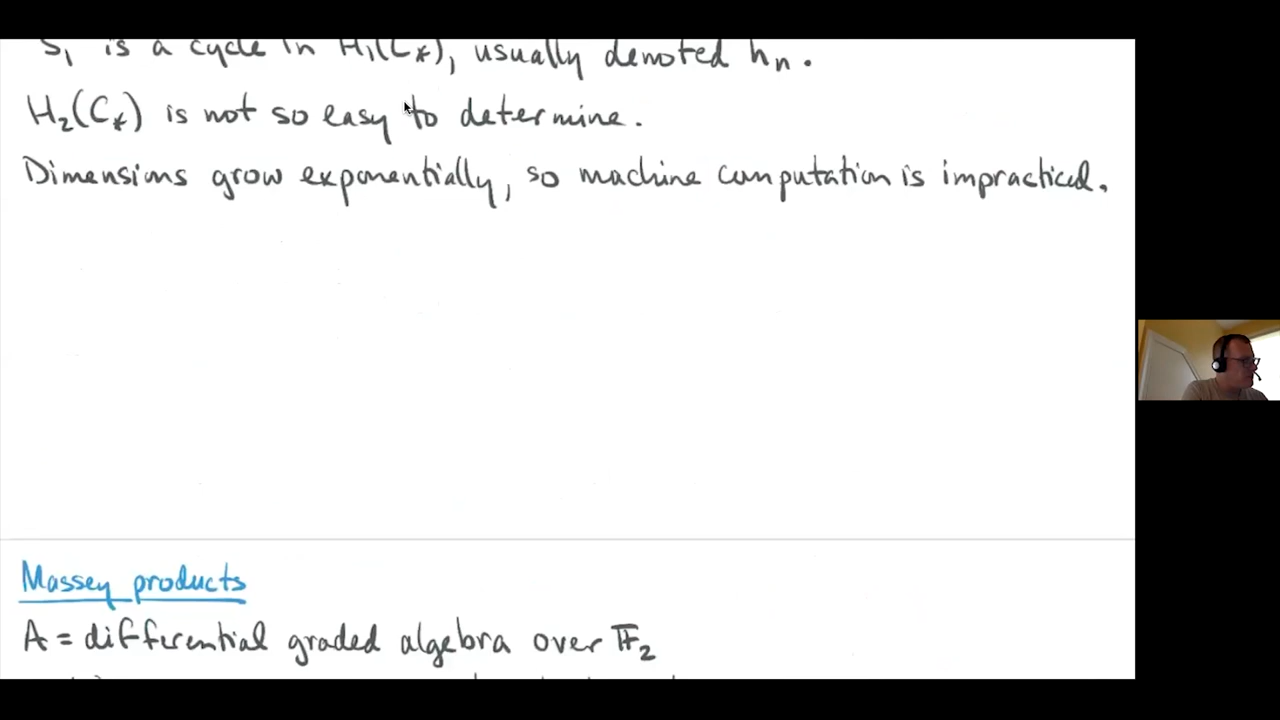 S₁ is a cycle in H₁(C⁎), usually denoted hₙ.
H₂(C⁎) is not so easy to determine.
Dimensions grow exponentially, so machine computation is impractical.
Massey products
A = differential graded algebra over 𝔽₂